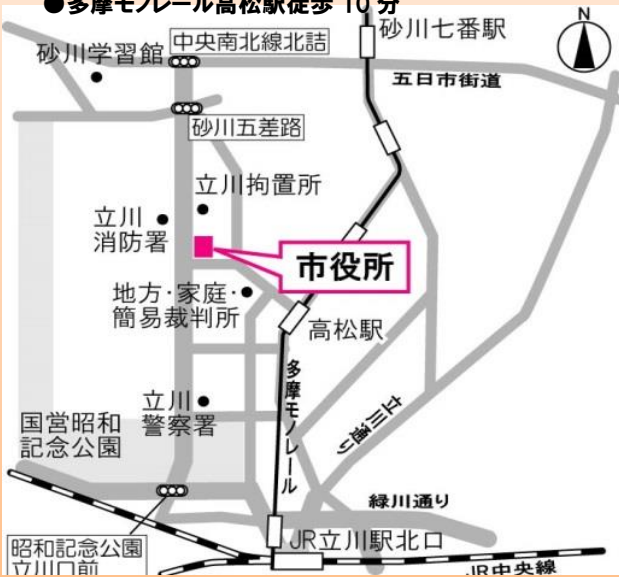 ●多摩モノレール高松駅徒歩 10 分
砂川学習館
中央南北線北詰
砂川七番駅
N
五日市街道
砂川五差路
立川拘置所
立川
消防署
市役所
地方・家庭・
簡易裁判所
高松駅
多摩モノレール
立川
警察署
立川通り
国営昭和
記念公園
緑川通り
昭和記念公園
立川口前
JR立川駅北口
JR中央線